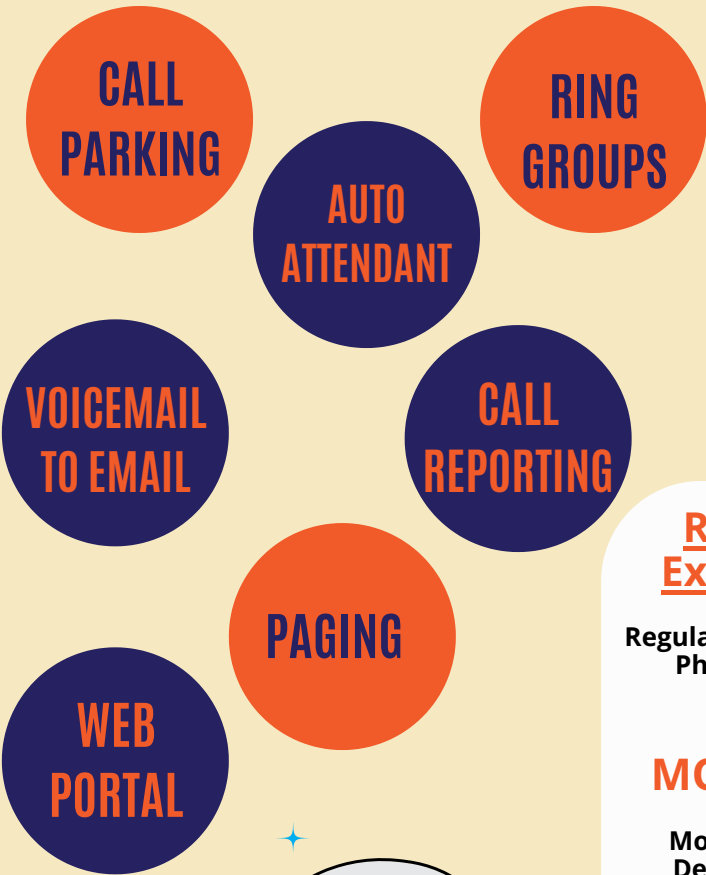 CALL
PARKING
RING
GROUPS
AUTO
ATTENDANT
VOICEMAIL
TO EMAIL
CALL
REPORTING
PAGING
WEB
PORTAL